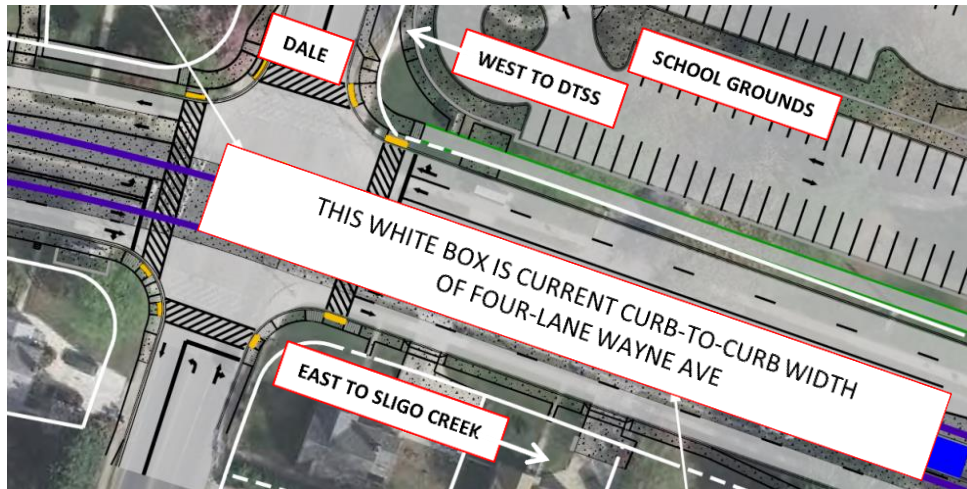 DALE
WEST TO DTSS
SCHOOL GROUNDS
THIS WHITE BOX IS CURRENT CURB-TO-CURB WIDTH
OF FOUR-LANE WAYNE AVE
EAST TO SLIGO CREEK